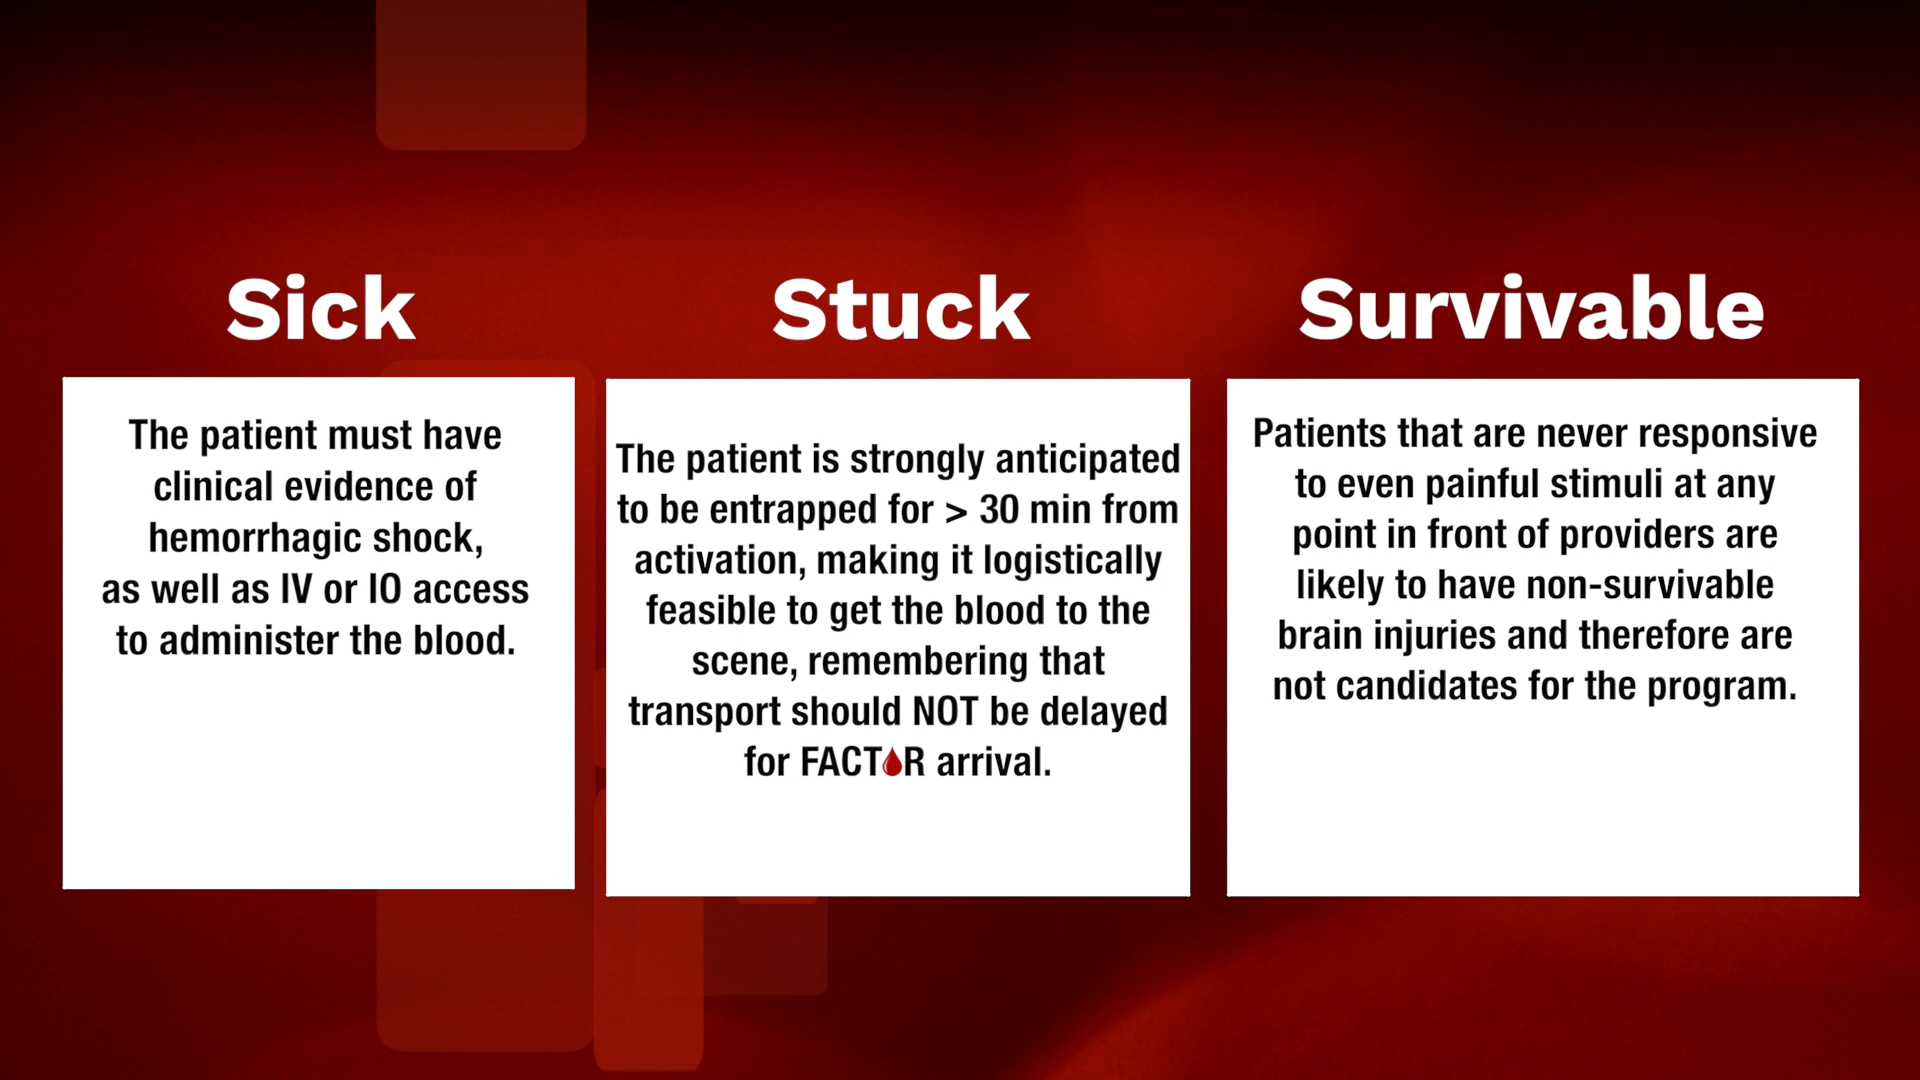 Sick
The patient must have
clinical evidence of
hemorrhagic shock,
as well as IV or IO access
to administer the blood.
Stuck
The patient is strongly anticipated
to be entrapped for > 30 min from
activation, making it logistically
feasible to get the blood to the
scene, remembering that
transport should NOT be delayed
for FACTOR arrival.
Survivable
Patients that are never responsive
to even painful stimuli at any
point in front of providers are
likely to have non-survivable
brain injuries and therefore are
not candidates for the program.